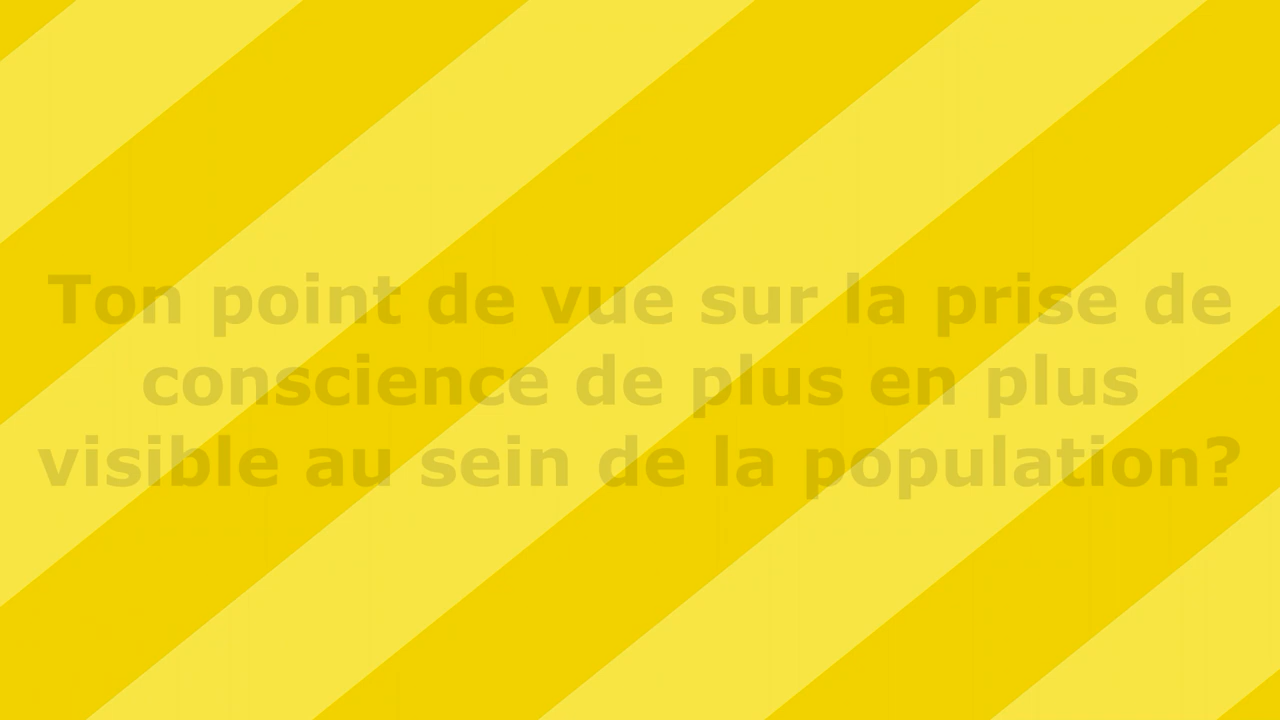 Ton point de vue sur la prise de
conscience de plus en plus
visible au sein de la population?